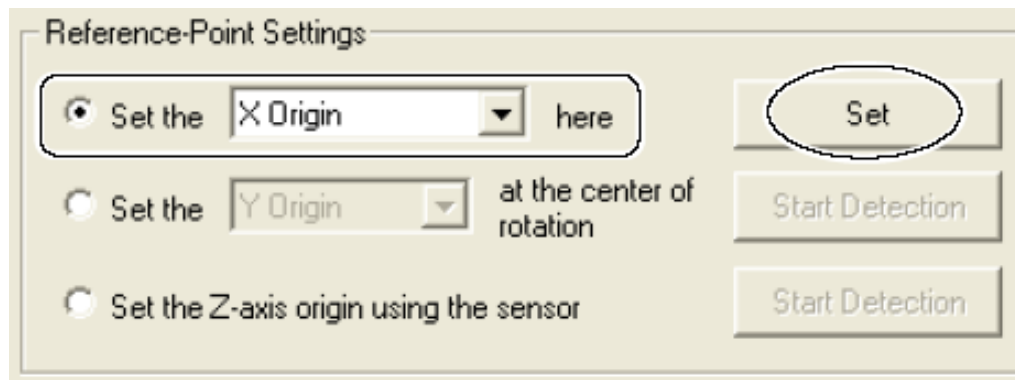 Reference-Point Settings
Set the X Origin here Set
Set the Y Origin at the center of rotation Start Detection
Set the Z-axis origin using the sensor Start Detection